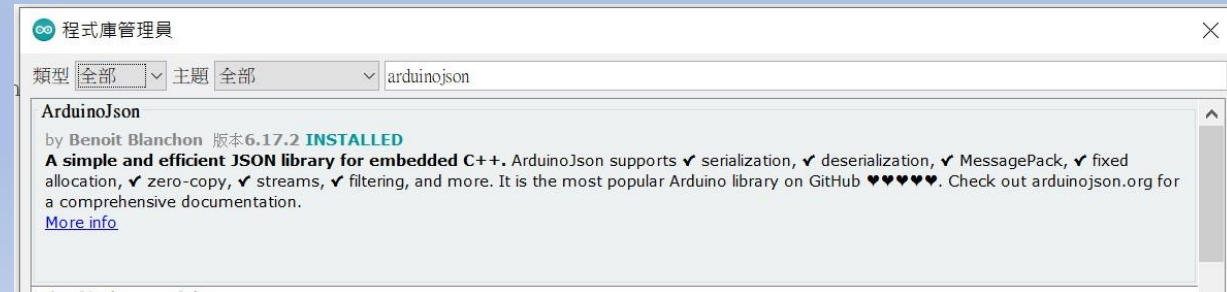 程式庫管理員
類型 全部 主題 全部 arduinojson
ArduinoJson
by Benoit Blanchon 版本6.17.2 INSTALLED
A simple and efficient JSON library for embedded C++. ArduinoJson supports ✔ serialization, ✔ deserialization, ✔ MessagePack, ✔ fixed
allocation, ✔ zero-copy, ✔ streams, ✔ filtering, and more. It is the most popular Arduino library on GitHub ♥♥♥♥♥. Check out arduinojson.org for
a comprehensive documentation.
More info